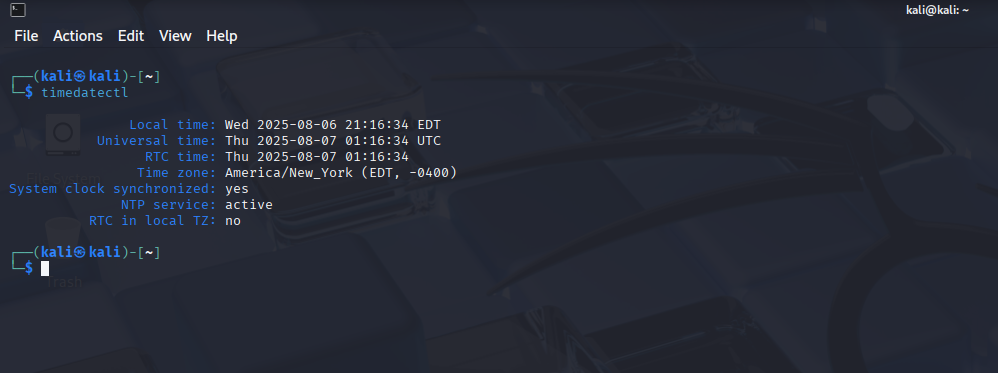 kali@kali: ~
File Actions Edit View Help
┌──(kali㉿kali)-[~]
└─$ timedatectl
Local time: Wed 2025-08-06 21:16:34 EDT
Universal time: Thu 2025-08-07 01:16:34 UTC
RTC time: Thu 2025-08-07 01:16:34
Time zone: America/New_York (EDT, -0400)
System clock synchronized: yes
NTP service: active
RTC in local TZ: no
┌──(kali㉿kali)-[~]
└─$
Trash